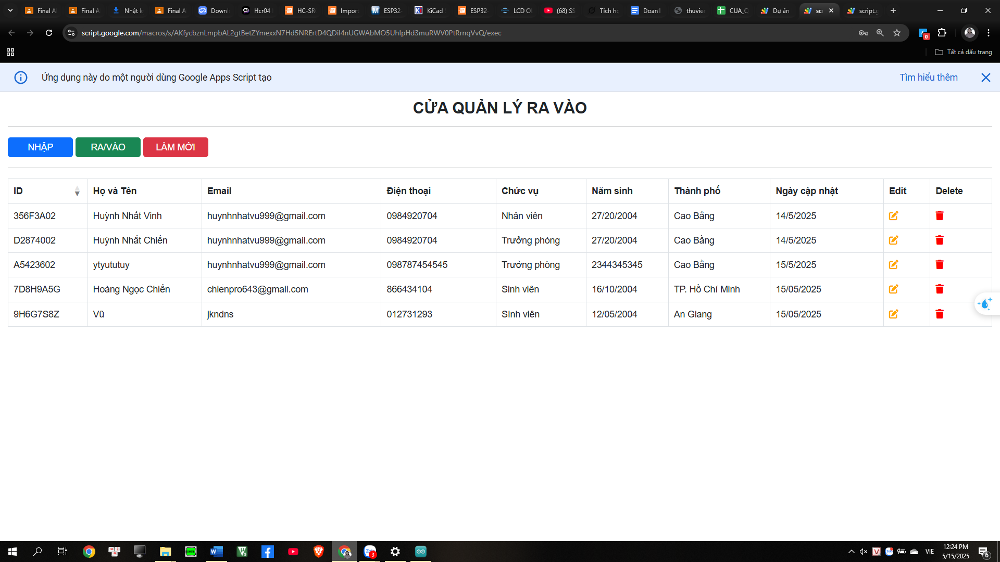 Final A
Final A
Nhật k
Final A
Downl
Hcr04
HC-SR
Import
ESP32-
KiCad
ESP32-
LCD O
(68) SS
Tích h
Doan1
thuvie
CUA_Q
Dự án
sc
script.g
script.google.com/macros/s/AKfycbznLmpbAL2gtBetZYmexxN7Hd5NRErtD4QDil4nUGWAbMO5UhIpHd3muRWV0PtRrnqVvQ/exec
0
Tất cả dấu trang
Ứng dụng này do một người dùng Google Apps Script tạo
Tìm hiểu thêm
CỬA QUẢN LÝ RA VÀO
NHẬP RA/VÀO LÀM MỚI
ID Họ và Tên Email Điện thoại Chức vụ Năm sinh Thành phố Ngày cập nhật Edit Delete
356F3A02 Huỳnh Nhất Vinh huynhnhatvu999@gmail.com 0984920704 Nhân viên 27/20/2004 Cao Bằng 14/5/2025
D2874002 Huỳnh Nhất Chiến huynhnhatvu999@gmail.com 0984920704 Trưởng phòng 27/20/2004 Cao Bằng 14/5/2025
A5423602 ytyututuy huynhnhatvu999@gmail.com 098787454545 Trưởng phòng 2344345345 Cao Bằng 15/5/2025
7D8H9A5G Hoàng Ngọc Chiến chienpro643@gmail.com 866434104 Sinh viên 16/10/2004 TP. Hồ Chí Minh 15/05/2025
9H6G7S8Z Vũ jkndns 012731293 SInh viên 12/05/2004 An Giang 15/05/2025
3
VIE
12:24 PM
5/15/2025
6